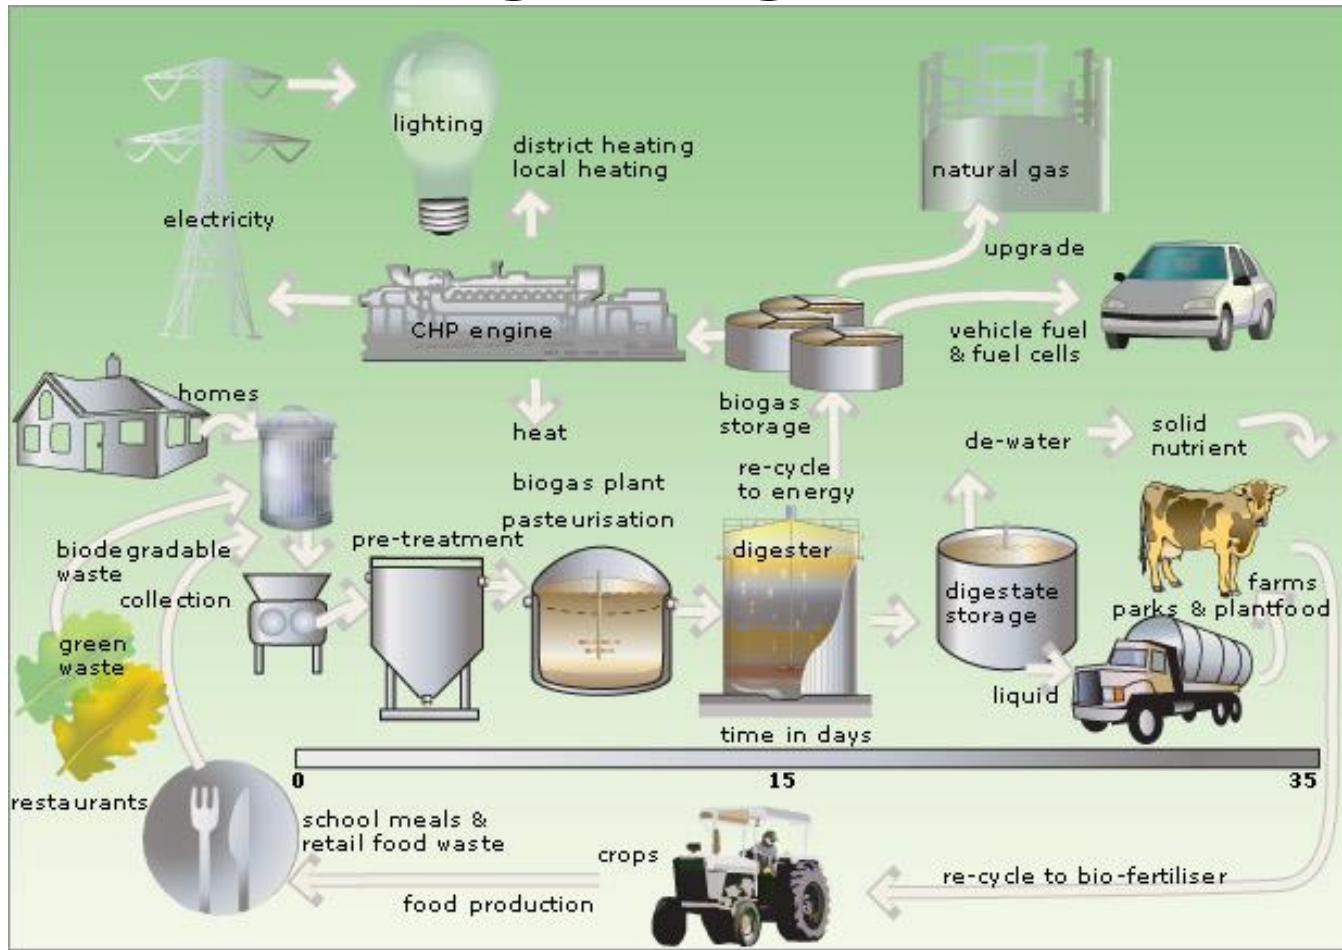 lighting
district heating
local heating
natural gas
electricity
upgrade
CHP engine
vehicle fuel
& fuel cells
homes
biogas
storage
heat
de-water
solid
nutrient
re-cycle
to energy
biogas plant
pasteurisation
pre-treatment
digester
biodegradable
waste
collection
digestate
storage
farms
parks & plantfood
green
waste
liquid
time in days
0
15
35
restaurants
school meals &
retail food waste
crops
re-cycle to bio-fertiliser
food production